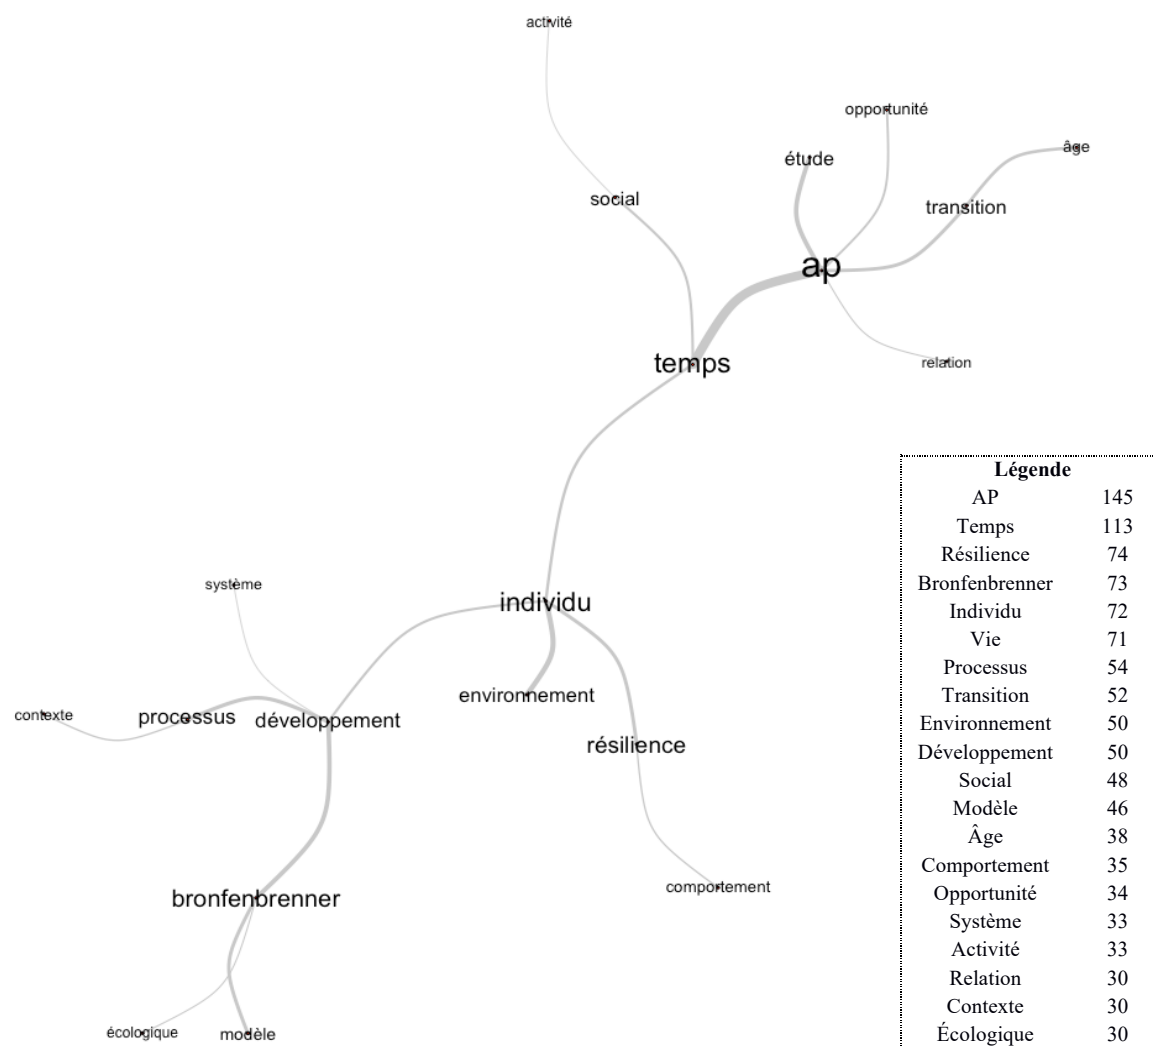 activité
opportunité
étude
âge
social
transition
ap
temps
relation
Légende
AP 145
Temps 113
Résilience 74
Bronfenbrenner 73
Individu 72
Vie 71
Processus 54
Transition 52
Environnement 50
Développement 50
Social 48
Modèle 46
Âge 38
Comportement 35
Opportunité 34
Système 33
Activité 33
Relation 30
Contexte 30
Écologique 30
système
individu
environnement
contexte
processus
développement
résilience
comportement
bronfenbrenner
écologique
modèle